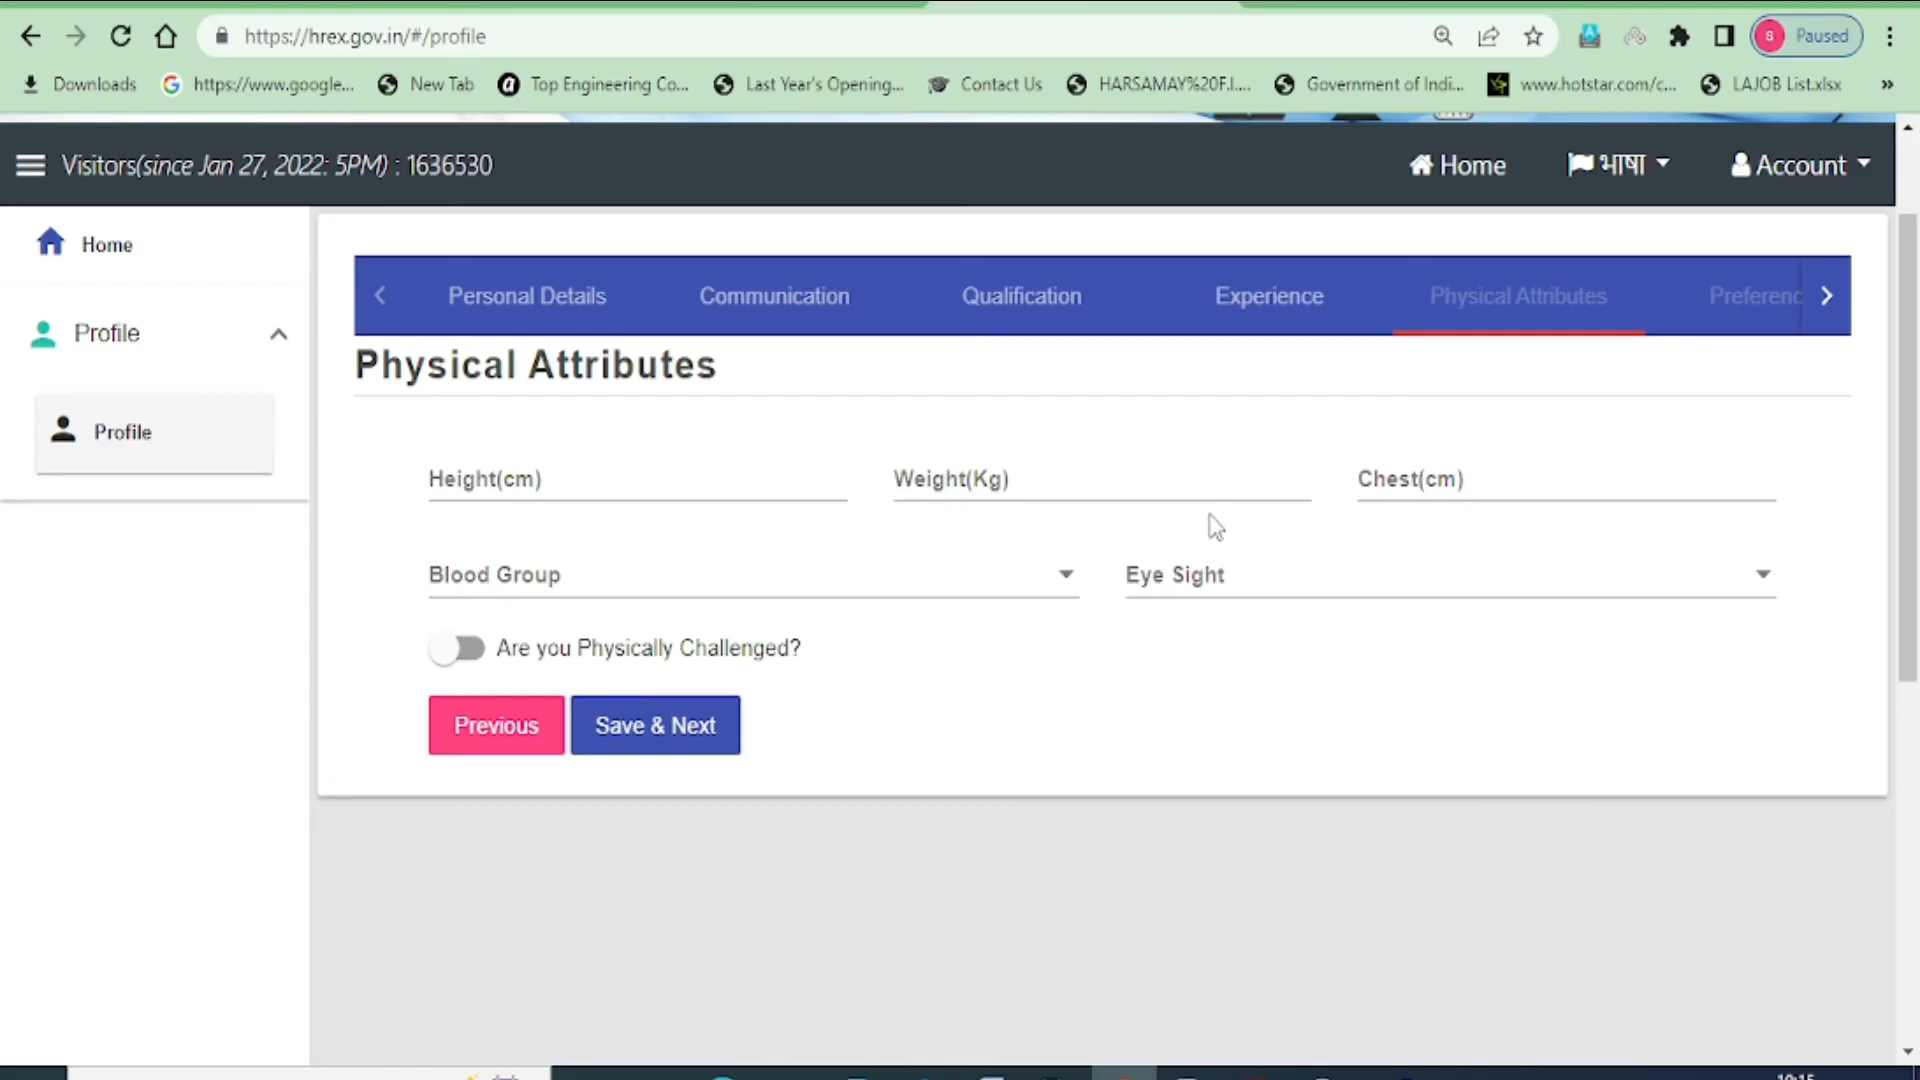 https://hrex.gov.in/#/profile
S Paused
Downloads https://www.google... New Tab Top Engineering Co... Last Year's Opening... Contact Us HARSAMAY%20F.I.... Government of Indi... www.hotstar.com/c... LAJOB List.xlsx »
Visitors(since Jan 27, 2022: 5PM) : 1636530
Home भाषा Account
Home
Profile
Profile
Personal Details Communication Qualification Experience Physical Attributes Preferenc
Physical Attributes
Height(cm) Weight(Kg) Chest(cm)
Blood Group Eye Sight
Are you Physically Challenged?
Previous Save & Next
10:15